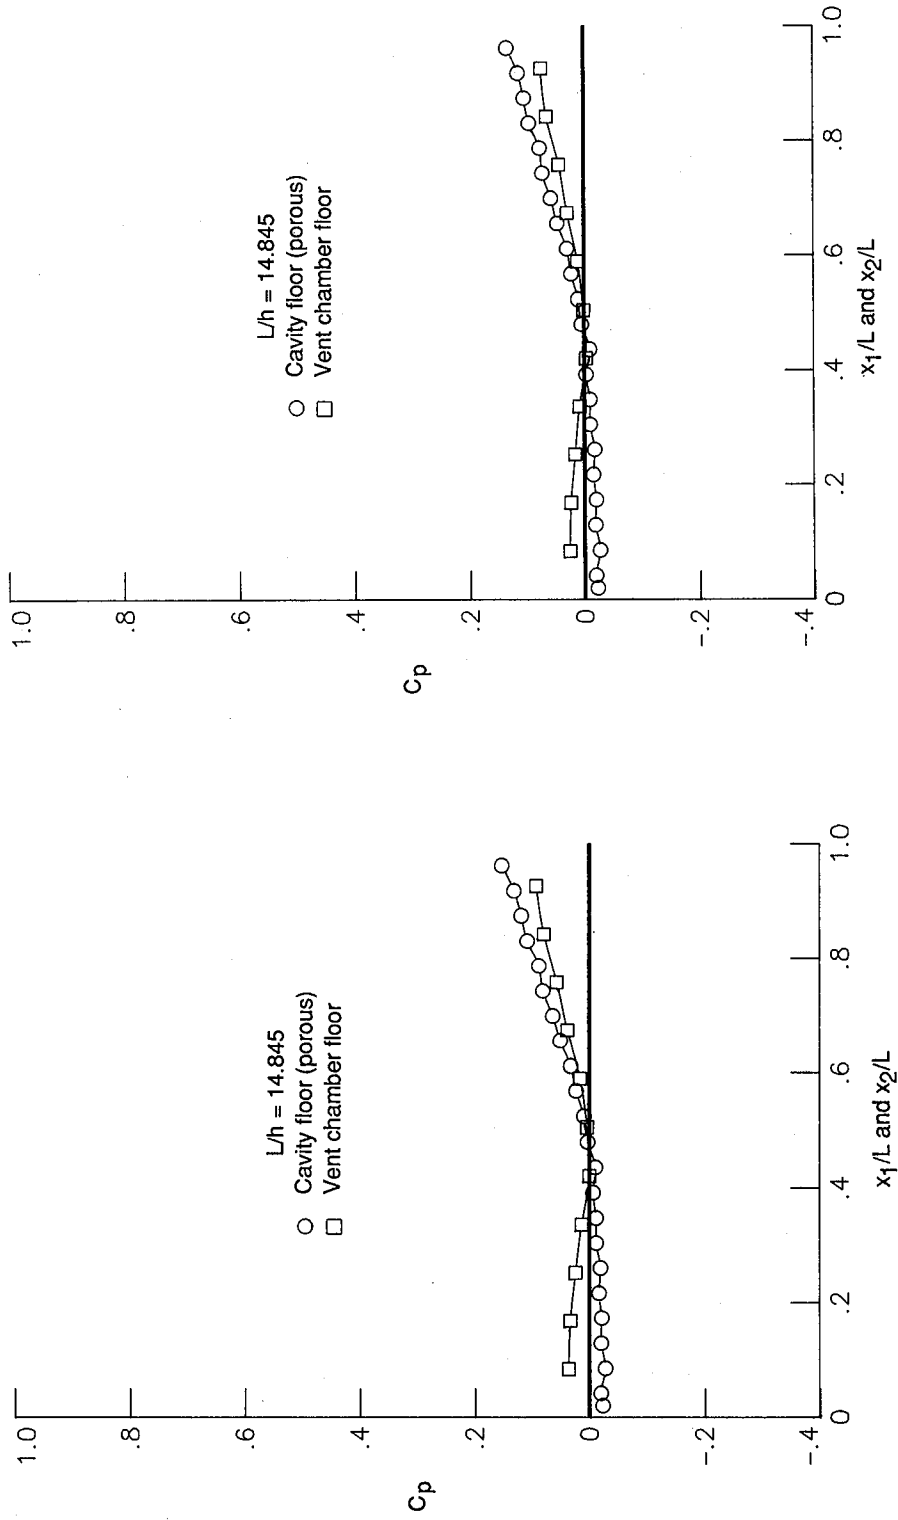 1.0
.8
.6
.4
.2
0
-.2
-.4
Cp
L/h = 14.845
Cavity floor (porous)
Vent chamber floor
0
.2
.4
.6
.8
1.0
x1/L and x2/L
1.0
.8
.6
.4
.2
0
-.2
-.4
Cp
L/h = 14.845
Cavity floor (porous)
Vent chamber floor
0
.2
.4
.6
.8
1.0
x1/L and x2/L